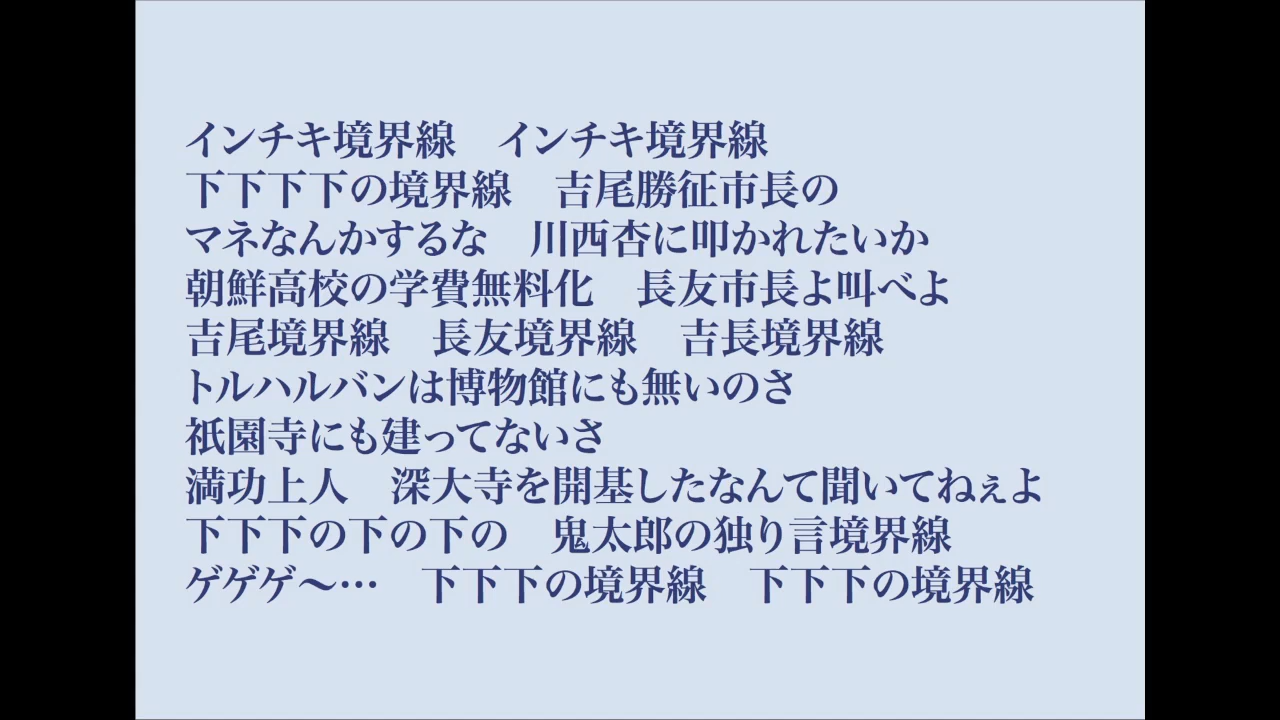 インチキ境界線　インチキ境界線
下下下下の境界線　吉尾勝征市長の
マネなんかするな　川西杏に叩かれたいか
朝鮮高校の学費無料化　長友市長よ叫べよ
吉尾境界線　長友境界線　吉長境界線
トルハルバンは博物館にも無いのさ
祇園寺にも建ってないさ
満功上人　深大寺を開基したなんて聞いてねぇよ
下下下の下の下の　鬼太郎の独り言境界線
ゲゲゲ～…　下下下の境界線　下下下の境界線